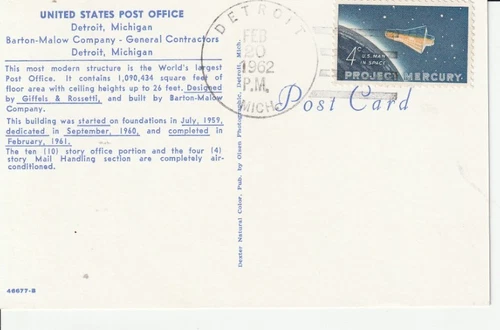 UNITED STATES POST OFFICE
Detroit, Michigan
Barton-Malow Company - General Contractors
Detroit, Michigan
This most modern structure is the World's largest
Post Office. It contains 1,090,434 square feet of
floor area with ceiling heights up to 26 feet. Designed
by Giffels & Rossetti, and built by Barton-Malow
Company.
This building was started on foundations in July, 1959,
dedicated in September, 1960, and completed in
February, 1961.
The ten (10) story office portion and the four (4)
story Mail Handling section are completely air-
conditioned.
46677-B
Dexter Natural Color, Pub. by Olsen Photography, Detroit, Mich.
DETROIT
FEB
20
1962
P.M.
MICH
Post Card
4¢
U.S. MAN
IN SPACE
PROJECT MERCURY